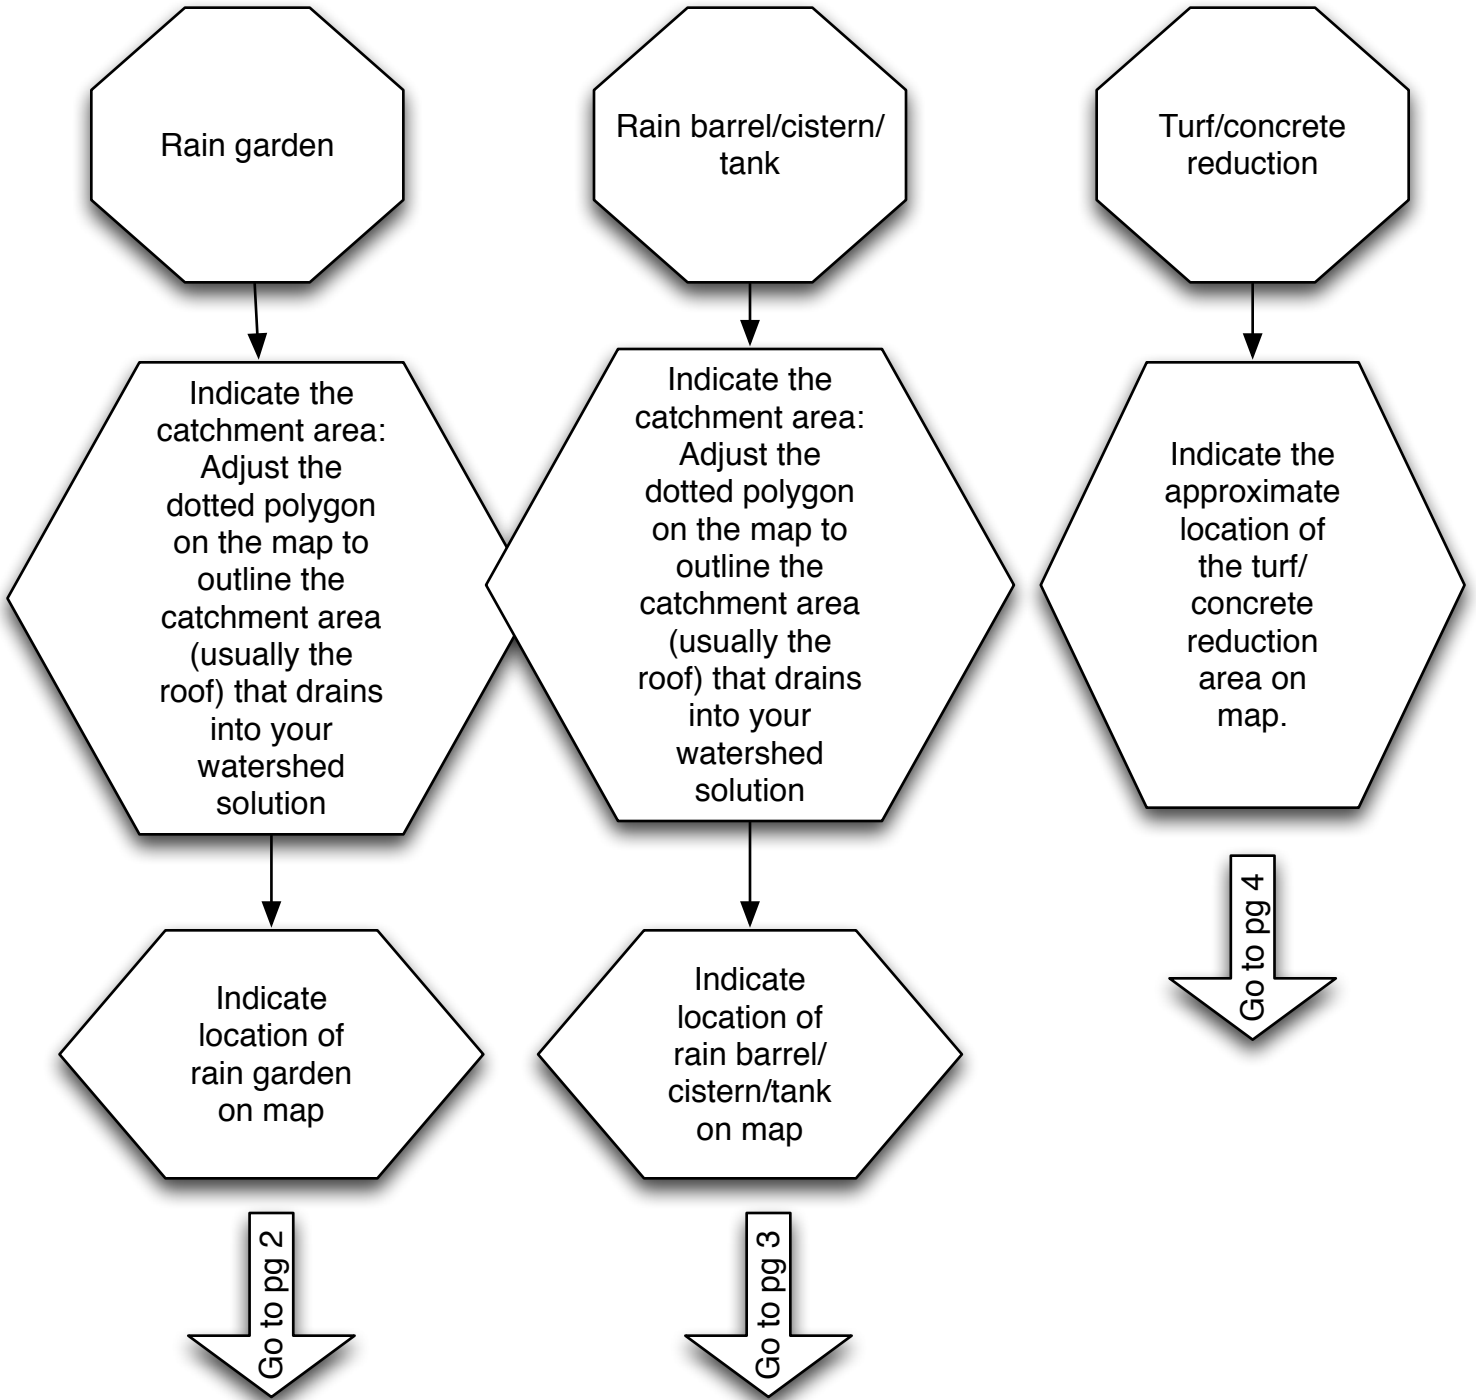 Rain garden
Indicate the
catchment area:
Adjust the
dotted polygon
on the map to
outline the
catchment area
(usually the
roof) that drains
into your
watershed
solution
Indicate
location of
rain garden
on map
Go to pg 2
Rain barrel/cistern/
tank
Indicate the
catchment area:
Adjust the
dotted polygon
on the map to
outline the
catchment area
(usually the
roof) that drains
into your
watershed
solution
Indicate
location of
rain barrel/
cistern/tank
on map
Go to pg 3
Turf/concrete
reduction
Indicate the
approximate
location of
the turf/
concrete
reduction
area on
map.
Go to pg 4